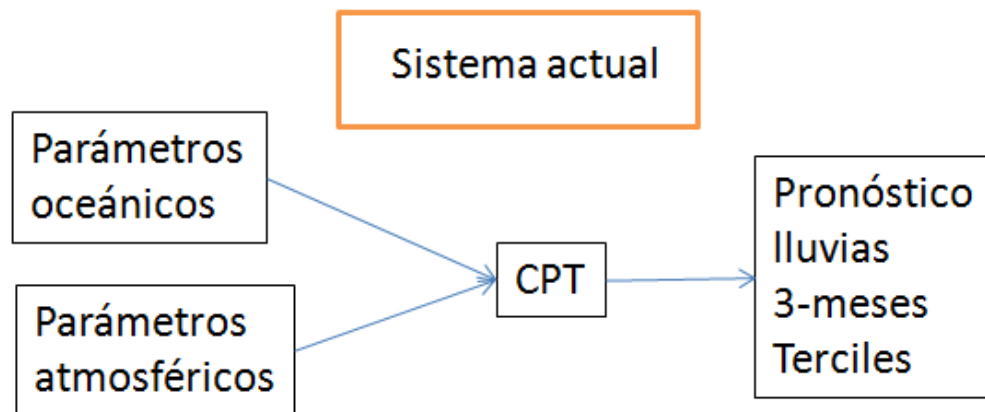 Sistema actual
Parámetros
oceánicos
Parámetros
atmosféricos
CPT
Pronóstico
lluvias
3-meses
Terciles